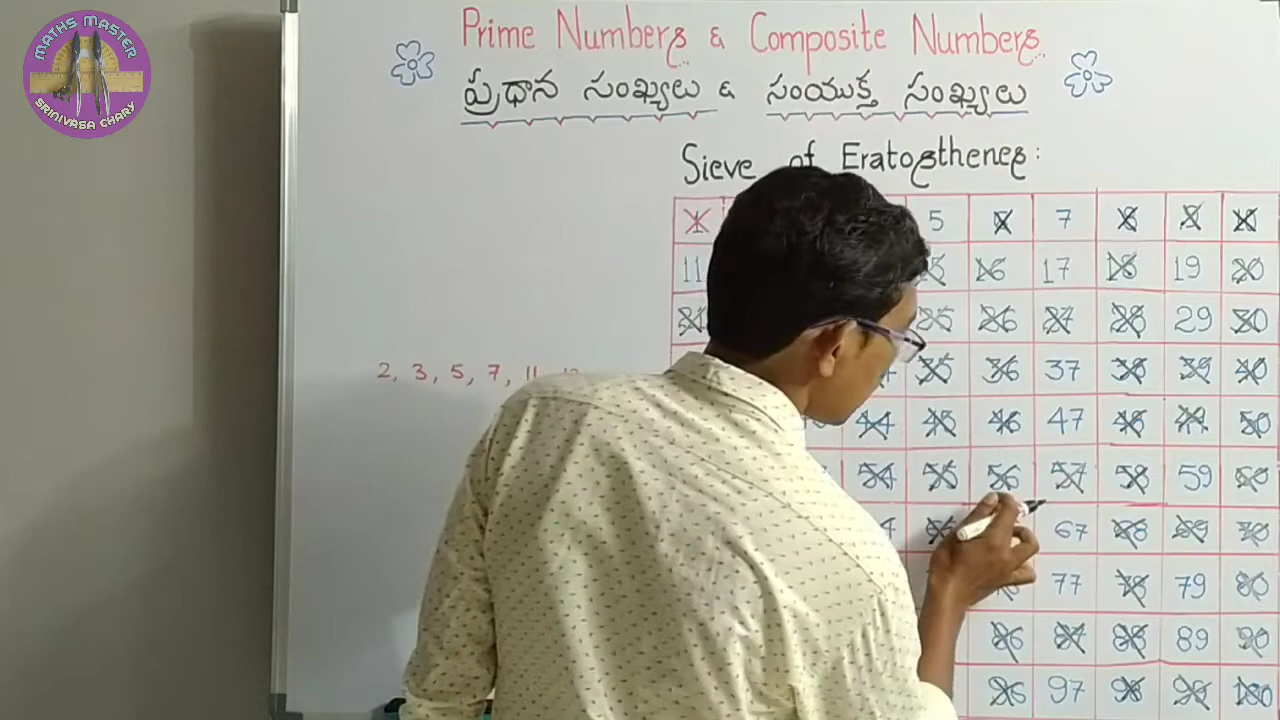 MATHS MASTER
SRINIVASA CHARY
Prime Numbers & Composite Numbers
ప్రధాన సంఖ్యలు & సంయుక్త సంఖ్యలు
Sieve of Eratosthenes:
1 5 6 7 8 9 10
11 15 16 17 18 19 20
21 25 26 27 28 29 30
2, 3, 5, 7, 11
35 36 37 38 39 40
44 45 46 47 48 49 50
54 55 56 57 58 59 60
67 68 69 70
77 78 79 80
86 87 88 89 90
96 97 98 99 100